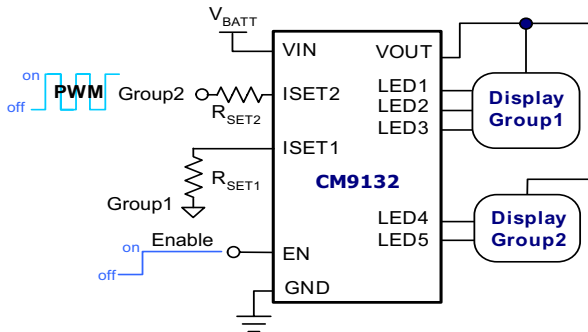 VBATT
VIN
VOUT
on
PWM
off
Group2
RSET2
ISET2
LED1
LED2
LED3
Display
Group1
ISET1
RSET1
Group1
CM9132
LED4
LED5
Display
Group2
on
Enable
off
EN
GND